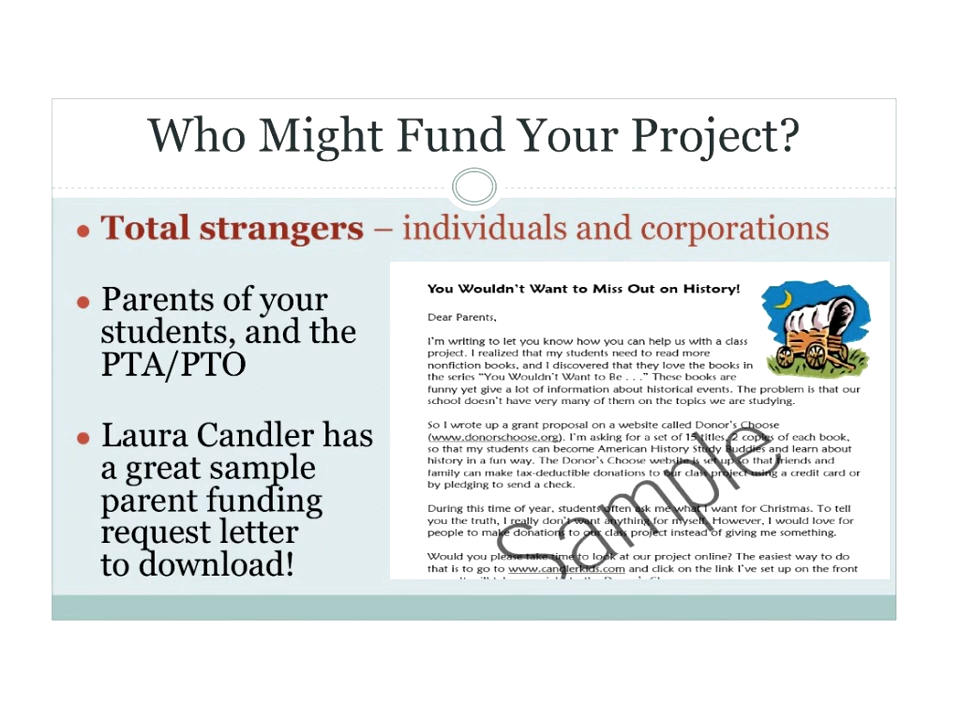 Who Might Fund Your Project?
● Total strangers – individuals and corporations
● Parents of your
students, and the
PTA/PTO
● Laura Candler has
a great sample
parent funding
request letter
to download!
You Wouldn't Want to Miss Out on History!
Dear Parents,
I'm writing to let you know how you can help us with a class
project. I realized that my students need to read more
nonfiction books, and I discovered that they love the books in
the series "You Wouldn't Want to Be . . ." These books are
funny yet give a lot of information about historical events. The problem is that our
school doesn't have very many of them on the topics we are studying.
So I wrote up a grant proposal on a website called Donor's Choose
(www.donorschoose.org). I'm asking for a set of 15 titles, 2 copies of each book,
so that my students can become American History Study Buddies and learn about
history in a fun way. The Donor's Choose website is set up so that friends and
family can make tax-deductible donations to our class project using a credit card or
by pledging to send a check.
During this time of year, students often ask me what I want for Christmas. To tell
you the truth, I really don't want anything for myself. However, I would love for
people to make donations to our class project instead of giving me something.
Would you please take time to look at our project online? The easiest way to do
that is to go to www.candlerkids.com and click on the link I've set up on the front
Sample